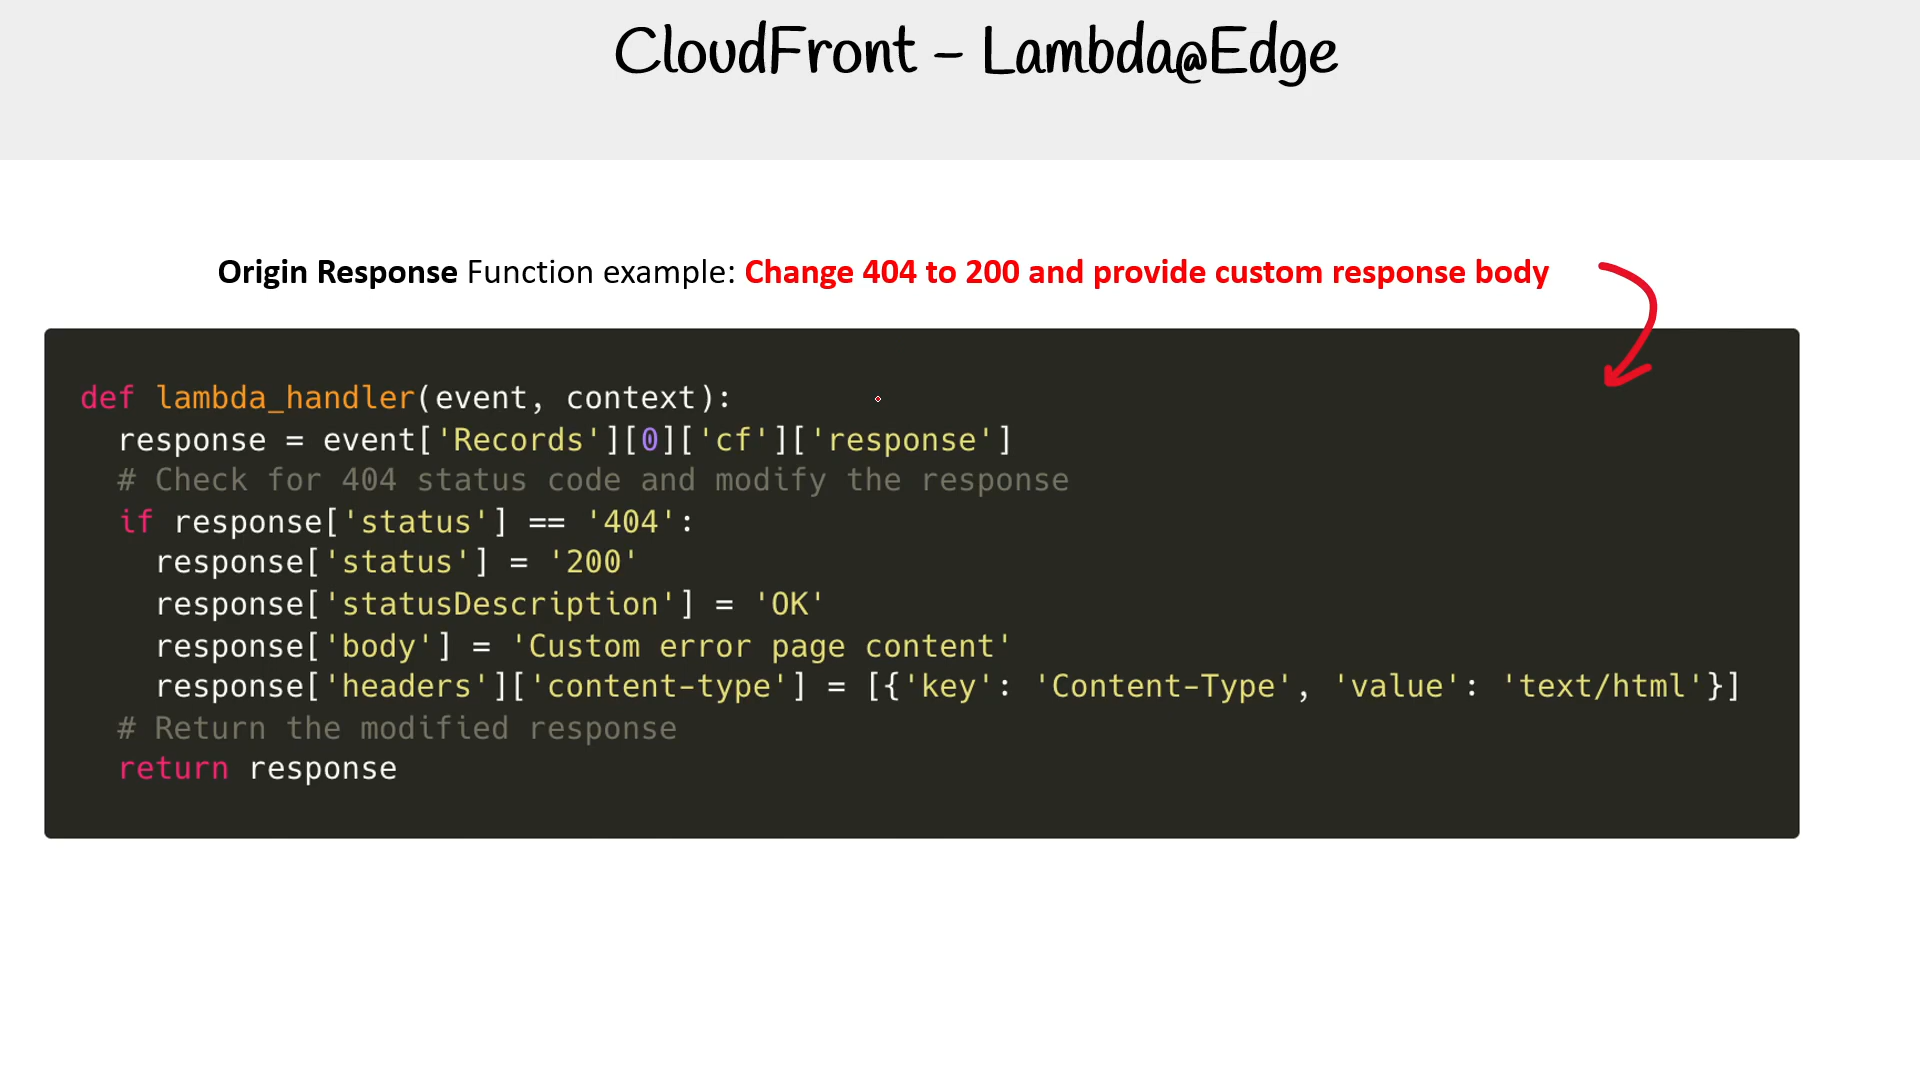 CloudFront – Lambda@Edge
Origin Response Function example: Change 404 to 200 and provide custom response body
def lambda_handler(event, context):
  response = event['Records'][0]['cf']['response']
  # Check for 404 status code and modify the response
  if response['status'] == '404':
    response['status'] = '200'
    response['statusDescription'] = 'OK'
    response['body'] = 'Custom error page content'
    response['headers']['content-type'] = [{'key': 'Content-Type', 'value': 'text/html'}]
  # Return the modified response
  return response